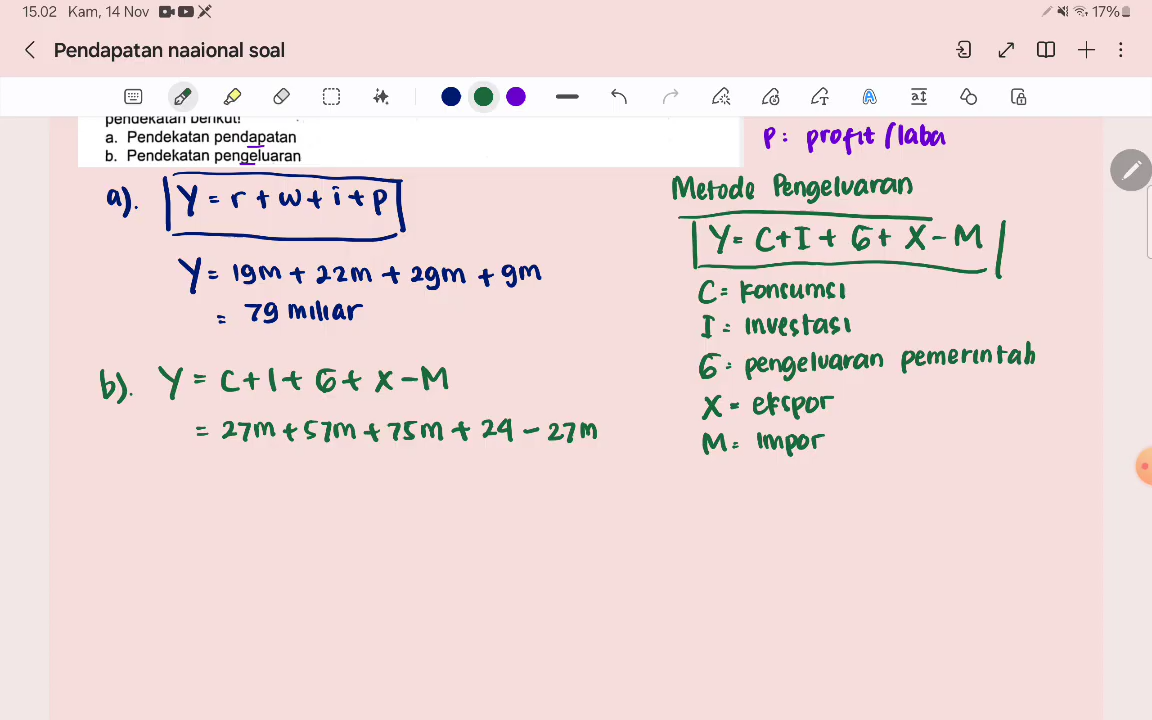 15.02 Kam, 14 Nov 17%
Pendapatan naaional soal
pendekatan berikut!
a. Pendekatan pendapatan
b. Pendekatan pengeluaran
P: profit / laba
a). Y = r + w + i + p
Y = 19m + 22m + 29m + 9m
= 79 miliar
b). Y = C + I + G + X - M
= 27m + 57m + 75m + 24 - 27m
Metode Pengeluaran
Y = C + I + G + X - M
C = Konsumsi
I = investasi
G = pengeluaran pemerintah
X = ekspor
M = Impor